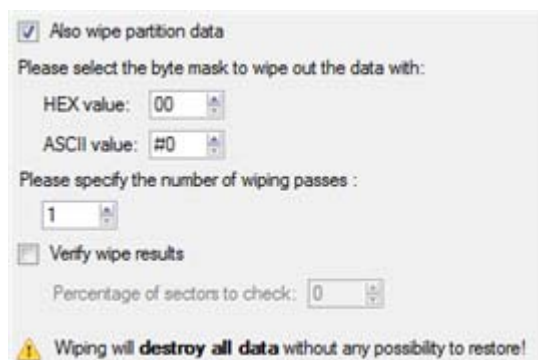 Also wipe partition data
Please select the byte mask to wipe out the data with:
HEX value: 00
ASCII value: #0
Please specify the number of wiping passes :
1
Verify wipe results
Percentage of sectors to check: 0
Wiping will destroy all data without any possibility to restore!